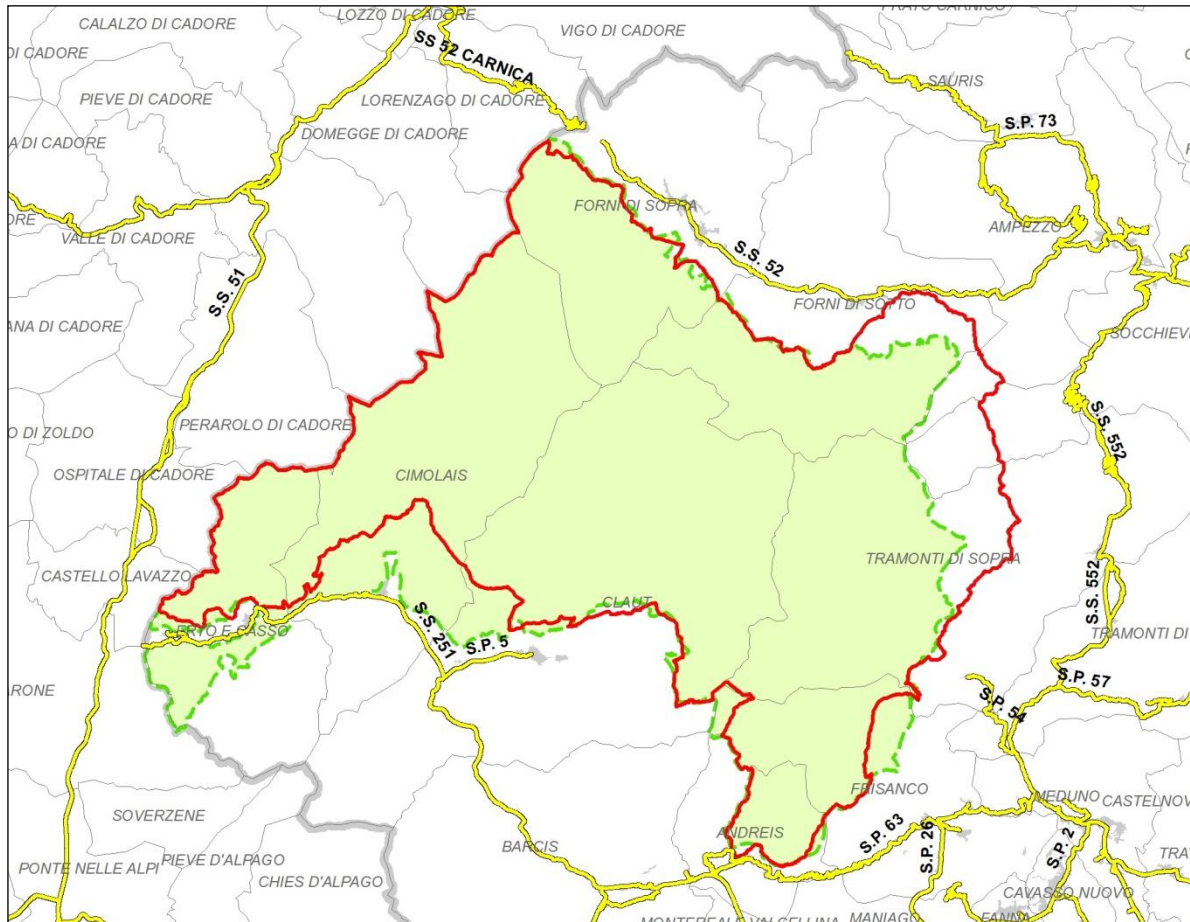 CALALZO DI CADORE
LOZZO DI CADORE
VIGO DI CADORE
DI CADORE
SS 52 CARNICA
SAURIS
PIEVE DI CADORE
LORENZAGO DI CADORE
S.P. 73
DOMEGGE DI CADORE
A DI CADORE
FORNI DI SOPRA
AMPEZZO
VALLE DI CADORE
S.S. 52
S.S. 51
FORNI DI SOTTO
ANA DI CADORE
SOCCHIEV
PERAROLO DI CADORE
O DI ZOLDO
S.S. 552
OSPITALE DI CADORE
CIMOLAIS
TRAMONTI DI SOPRA
CASTELLO LAVAZZO
S.S. 552
CLAUT
ERTO E CASSO
S.S. 251
S.P. 5
TRAMONTI DI
ARONE
S.P. 57
S.P. 54
FRISANCO
MEDUNO
CASTELNOV
SOVERZENE
ANDREIS
S.P. 63
S.P. 26
S.P. 2
BARCIS
PONTE NELLE ALPI
PIEVE D'ALPAGO
TRA
CHIES D'ALPAGO
CAVASSO NUOVO
MONTEREALE VALCELLINA
MANIAGO
FANNA